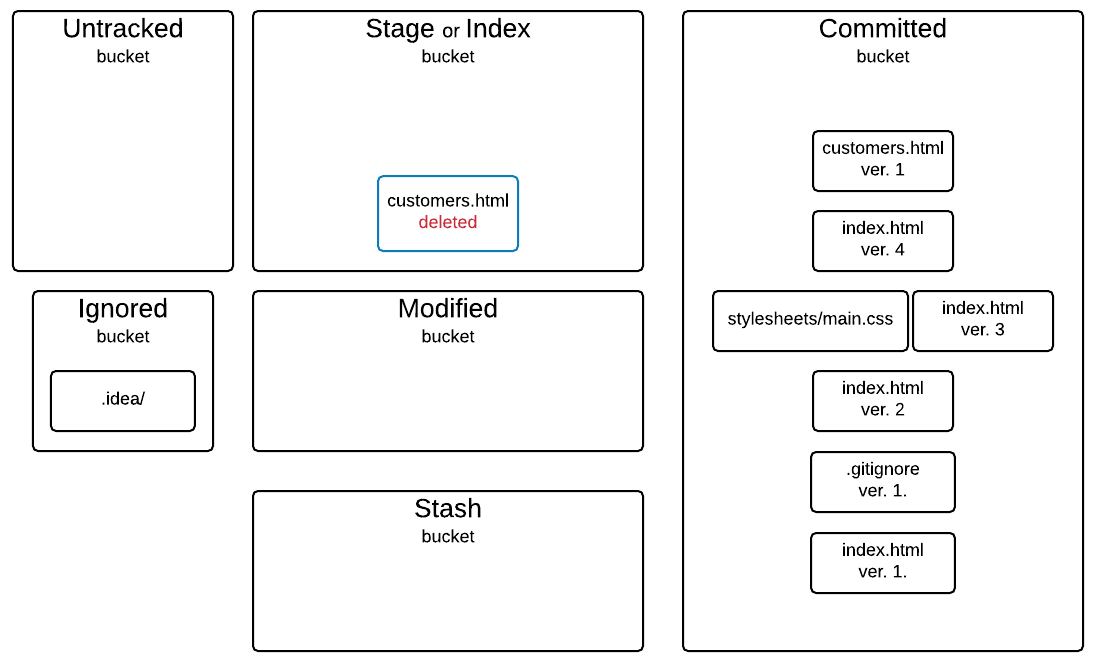 Untracked
bucket
Stage or Index
bucket
customers.html
deleted
Committed
bucket
customers.html
ver. 1
index.html
ver. 4
stylesheets/main.css
index.html
ver. 3
index.html
ver. 2
.gitignore
ver. 1.
index.html
ver. 1.
Ignored
bucket
.idea/
Modified
bucket
Stash
bucket